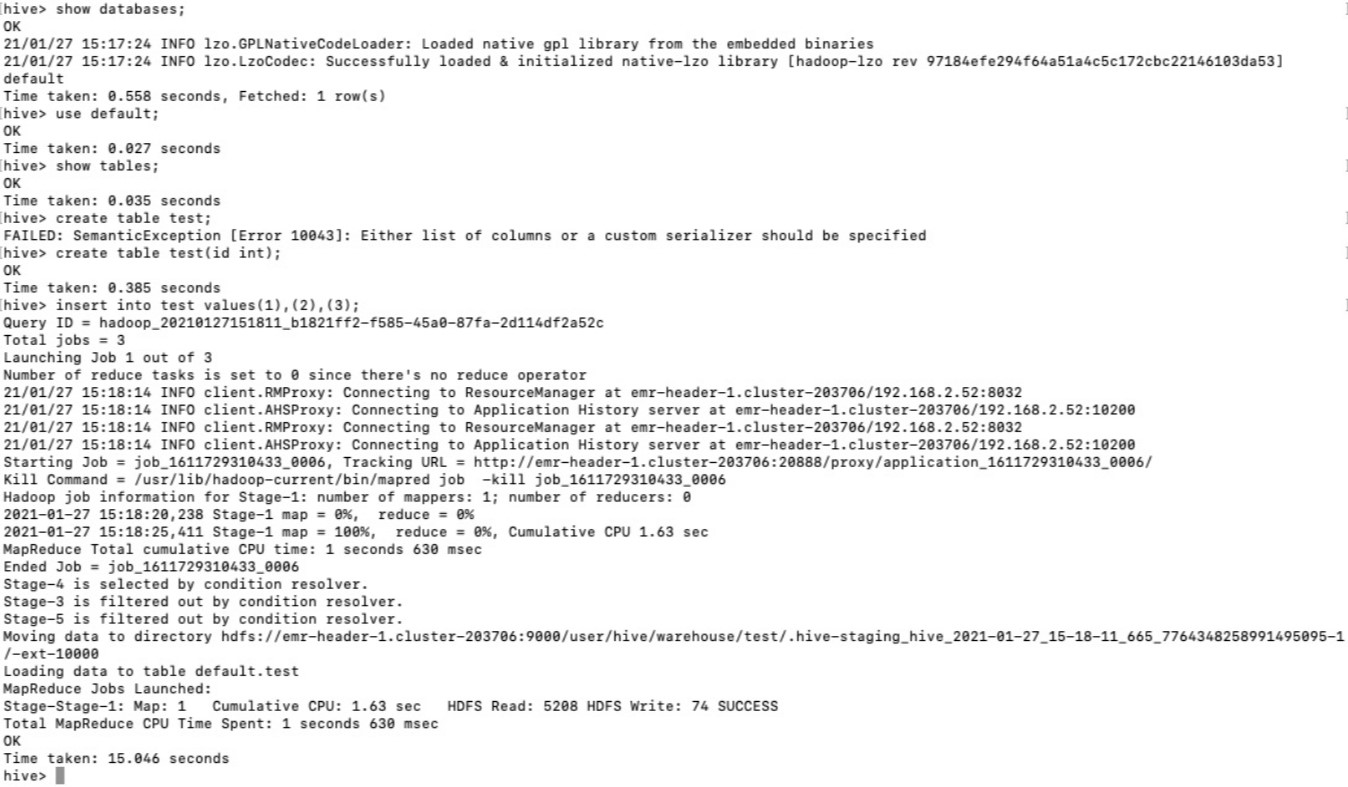 [hive> show databases;
OK
21/01/27 15:17:24 INFO lzo.GPLNativeCodeLoader: Loaded native gpl library from the embedded binaries
21/01/27 15:17:24 INFO lzo.LzoCodec: Successfully loaded & initialized native-lzo library [hadoop-lzo rev 97184efe294f64a51a4c5c172cbc22146103da53]
default
Time taken: 0.558 seconds, Fetched: 1 row(s)
[hive> use default;
OK
Time taken: 0.027 seconds
[hive> show tables;
OK
Time taken: 0.035 seconds
[hive> create table test;
FAILED: SemanticException [Error 10043]: Either list of columns or a custom serializer should be specified
[hive> create table test(id int);
OK
Time taken: 0.385 seconds
[hive> insert into test values(1),(2),(3);
Query ID = hadoop_20210127151811_b1821ff2-f585-45a0-87fa-2d114df2a52c
Total jobs = 3
Launching Job 1 out of 3
Number of reduce tasks is set to 0 since there's no reduce operator
21/01/27 15:18:14 INFO client.RMProxy: Connecting to ResourceManager at emr-header-1.cluster-203706/192.168.2.52:8032
21/01/27 15:18:14 INFO client.AHSProxy: Connecting to Application History server at emr-header-1.cluster-203706/192.168.2.52:10200
21/01/27 15:18:14 INFO client.RMProxy: Connecting to ResourceManager at emr-header-1.cluster-203706/192.168.2.52:8032
21/01/27 15:18:14 INFO client.AHSProxy: Connecting to Application History server at emr-header-1.cluster-203706/192.168.2.52:10200
Starting Job = job_1611729310433_0006, Tracking URL = http://emr-header-1.cluster-203706:20888/proxy/application_1611729310433_0006/
Kill Command = /usr/lib/hadoop-current/bin/mapred job  -kill job_1611729310433_0006
Hadoop job information for Stage-1: number of mappers: 1; number of reducers: 0
2021-01-27 15:18:20,238 Stage-1 map = 0%,  reduce = 0%
2021-01-27 15:18:25,411 Stage-1 map = 100%,  reduce = 0%, Cumulative CPU 1.63 sec
MapReduce Total cumulative CPU time: 1 seconds 630 msec
Ended Job = job_1611729310433_0006
Stage-4 is selected by condition resolver.
Stage-3 is filtered out by condition resolver.
Stage-5 is filtered out by condition resolver.
Moving data to directory hdfs://emr-header-1.cluster-203706:9000/user/hive/warehouse/test/.hive-staging_hive_2021-01-27_15-18-11_665_7764348258991495095-1
/-ext-10000
Loading data to table default.test
MapReduce Jobs Launched:
Stage-Stage-1: Map: 1   Cumulative CPU: 1.63 sec   HDFS Read: 5208 HDFS Write: 74 SUCCESS
Total MapReduce CPU Time Spent: 1 seconds 630 msec
OK
Time taken: 15.046 seconds
hive>